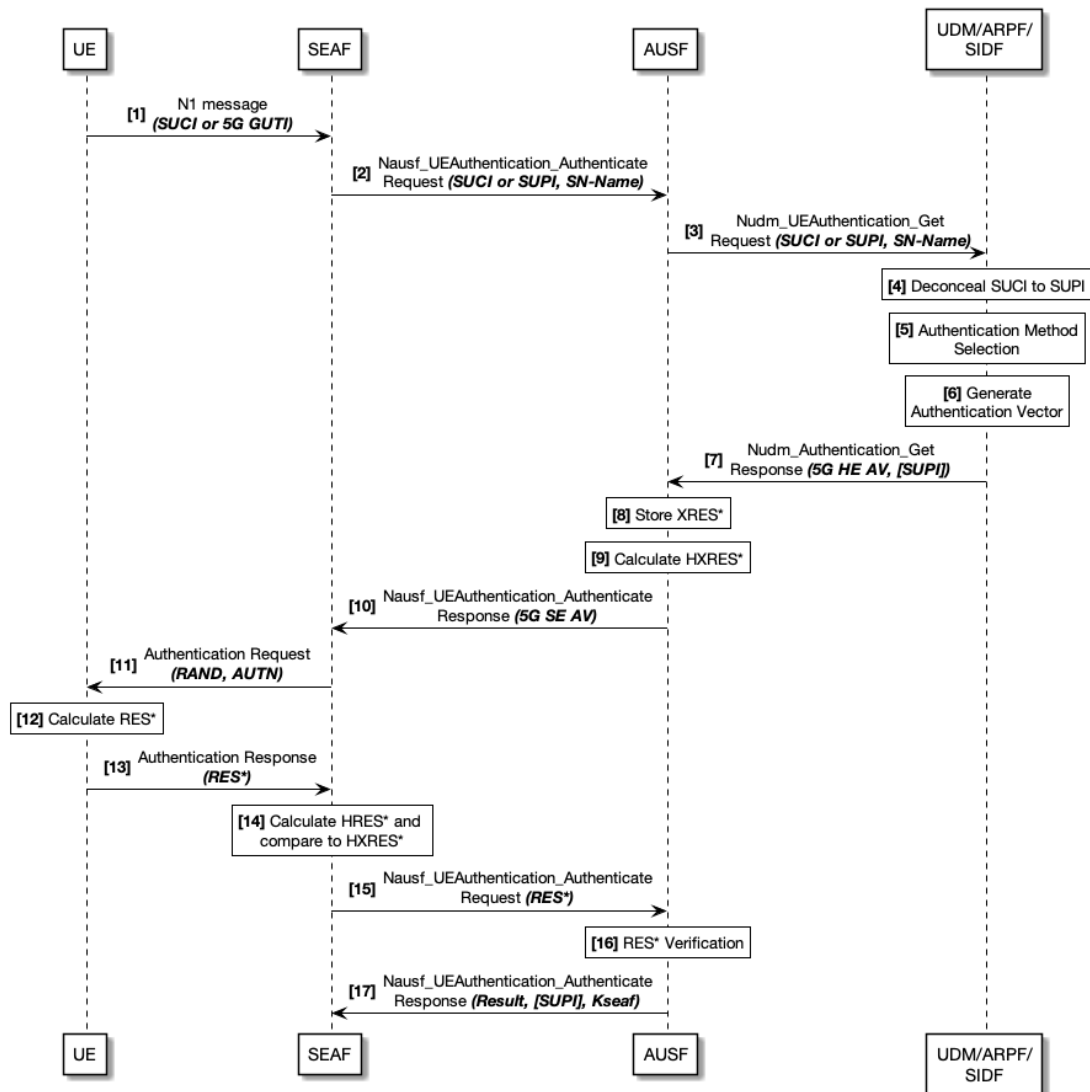 UE
SEAF
AUSF
UDM/ARPF/
SIDF
[1] N1 message
(SUCI or 5G GUTI)
[2] Nausf_UEAuthentication_Authenticate
Request (SUCI or SUPI, SN-Name)
[3] Nudm_UEAuthentication_Get
Request (SUCI or SUPI, SN-Name)
[4] Deconceal SUCI to SUPI
[5] Authentication Method
Selection
[6] Generate
Authentication Vector
[7] Nudm_Authentication_Get
Response (5G HE AV, [SUPI])
[8] Store XRES*
[9] Calculate HXRES*
[10] Nausf_UEAuthentication_Authenticate
Response (5G SE AV)
[11] Authentication Request
(RAND, AUTN)
[12] Calculate RES*
[13] Authentication Response
(RES*)
[14] Calculate HRES* and
compare to HXRES*
[15] Nausf_UEAuthentication_Authenticate
Request (RES*)
[16] RES* Verification
[17] Nausf_UEAuthentication_Authenticate
Response (Result, [SUPI], Kseaf)
UE
SEAF
AUSF
UDM/ARPF/
SIDF